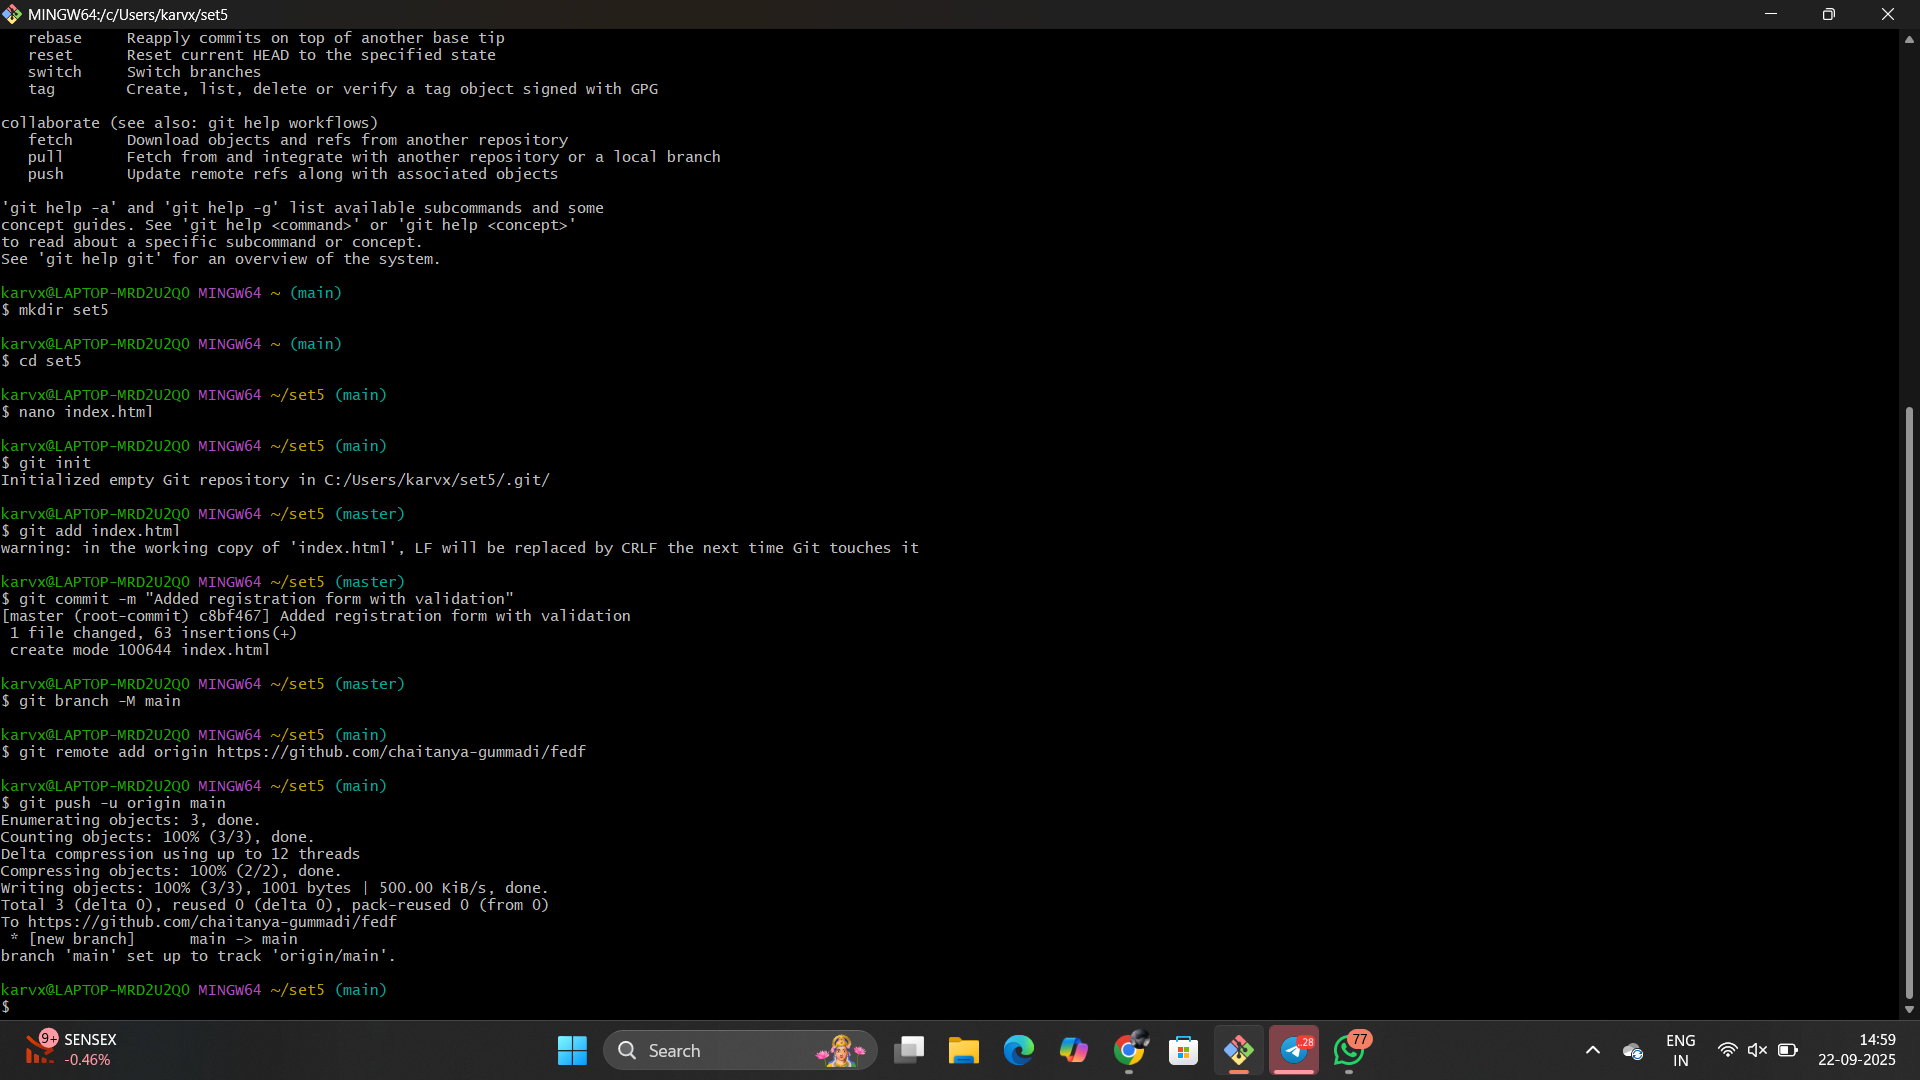 MINGW64:/c/Users/karvx/set5
   rebase     Reapply commits on top of another base tip
   reset      Reset current HEAD to the specified state
   switch     Switch branches
   tag        Create, list, delete or verify a tag object signed with GPG
collaborate (see also: git help workflows)
   fetch      Download objects and refs from another repository
   pull       Fetch from and integrate with another repository or a local branch
   push       Update remote refs along with associated objects
'git help -a' and 'git help -g' list available subcommands and some
concept guides. See 'git help <command>' or 'git help <concept>'
to read about a specific subcommand or concept.
See 'git help git' for an overview of the system.
karvx@LAPTOP-MRD2U2QO MINGW64 ~ (main)
$ mkdir set5
karvx@LAPTOP-MRD2U2QO MINGW64 ~ (main)
$ cd set5
karvx@LAPTOP-MRD2U2QO MINGW64 ~/set5 (main)
$ nano index.html
karvx@LAPTOP-MRD2U2QO MINGW64 ~/set5 (main)
$ git init
Initialized empty Git repository in C:/Users/karvx/set5/.git/
karvx@LAPTOP-MRD2U2QO MINGW64 ~/set5 (master)
$ git add index.html
warning: in the working copy of 'index.html', LF will be replaced by CRLF the next time Git touches it
karvx@LAPTOP-MRD2U2QO MINGW64 ~/set5 (master)
$ git commit -m "Added registration form with validation"
[master (root-commit) c8bf467] Added registration form with validation
 1 file changed, 63 insertions(+)
 create mode 100644 index.html
karvx@LAPTOP-MRD2U2QO MINGW64 ~/set5 (master)
$ git branch -M main
karvx@LAPTOP-MRD2U2QO MINGW64 ~/set5 (main)
$ git remote add origin https://github.com/chaitanya-gummadi/fedf
karvx@LAPTOP-MRD2U2QO MINGW64 ~/set5 (main)
$ git push -u origin main
Enumerating objects: 3, done.
Counting objects: 100% (3/3), done.
Delta compression using up to 12 threads
Compressing objects: 100% (2/2), done.
Writing objects: 100% (3/3), 1001 bytes | 500.00 KiB/s, done.
Total 3 (delta 0), reused 0 (delta 0), pack-reused 0 (from 0)
To https://github.com/chaitanya-gummadi/fedf
 * [new branch]      main -> main
branch 'main' set up to track 'origin/main'.
karvx@LAPTOP-MRD2U2QO MINGW64 ~/set5 (main)
$
9+ SENSEX
-0.46%
Search
.28
77
ENG
IN
14:59
22-09-2025